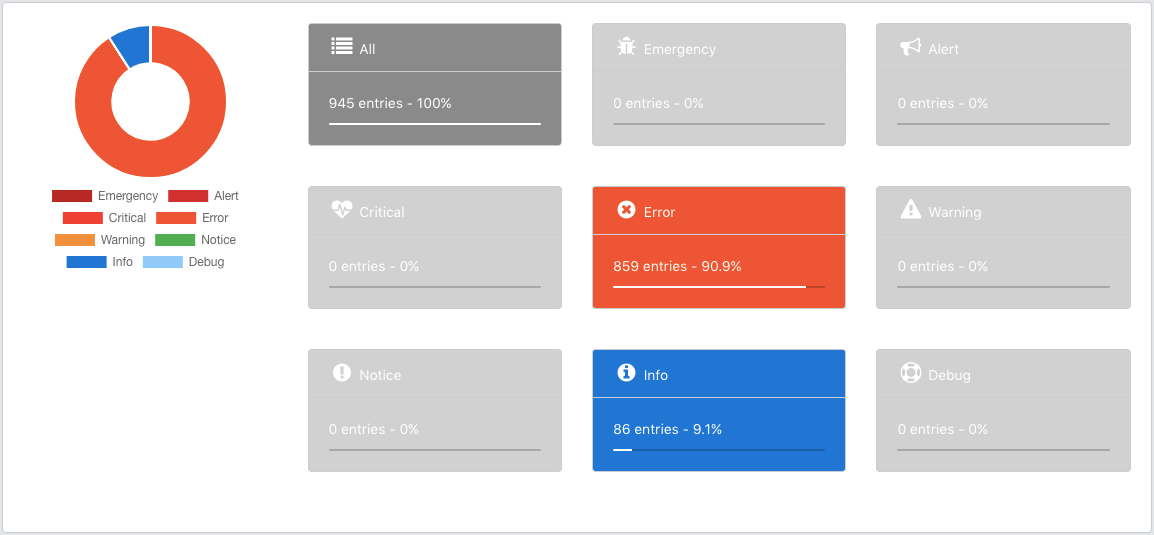 Emergency
Alert
Critical
Error
Warning
Notice
Info
Debug
All
945 entries - 100%
Emergency
0 entries - 0%
Alert
0 entries - 0%
Critical
0 entries - 0%
Error
859 entries - 90.9%
Warning
0 entries - 0%
Notice
0 entries - 0%
Info
86 entries - 9.1%
Debug
0 entries - 0%